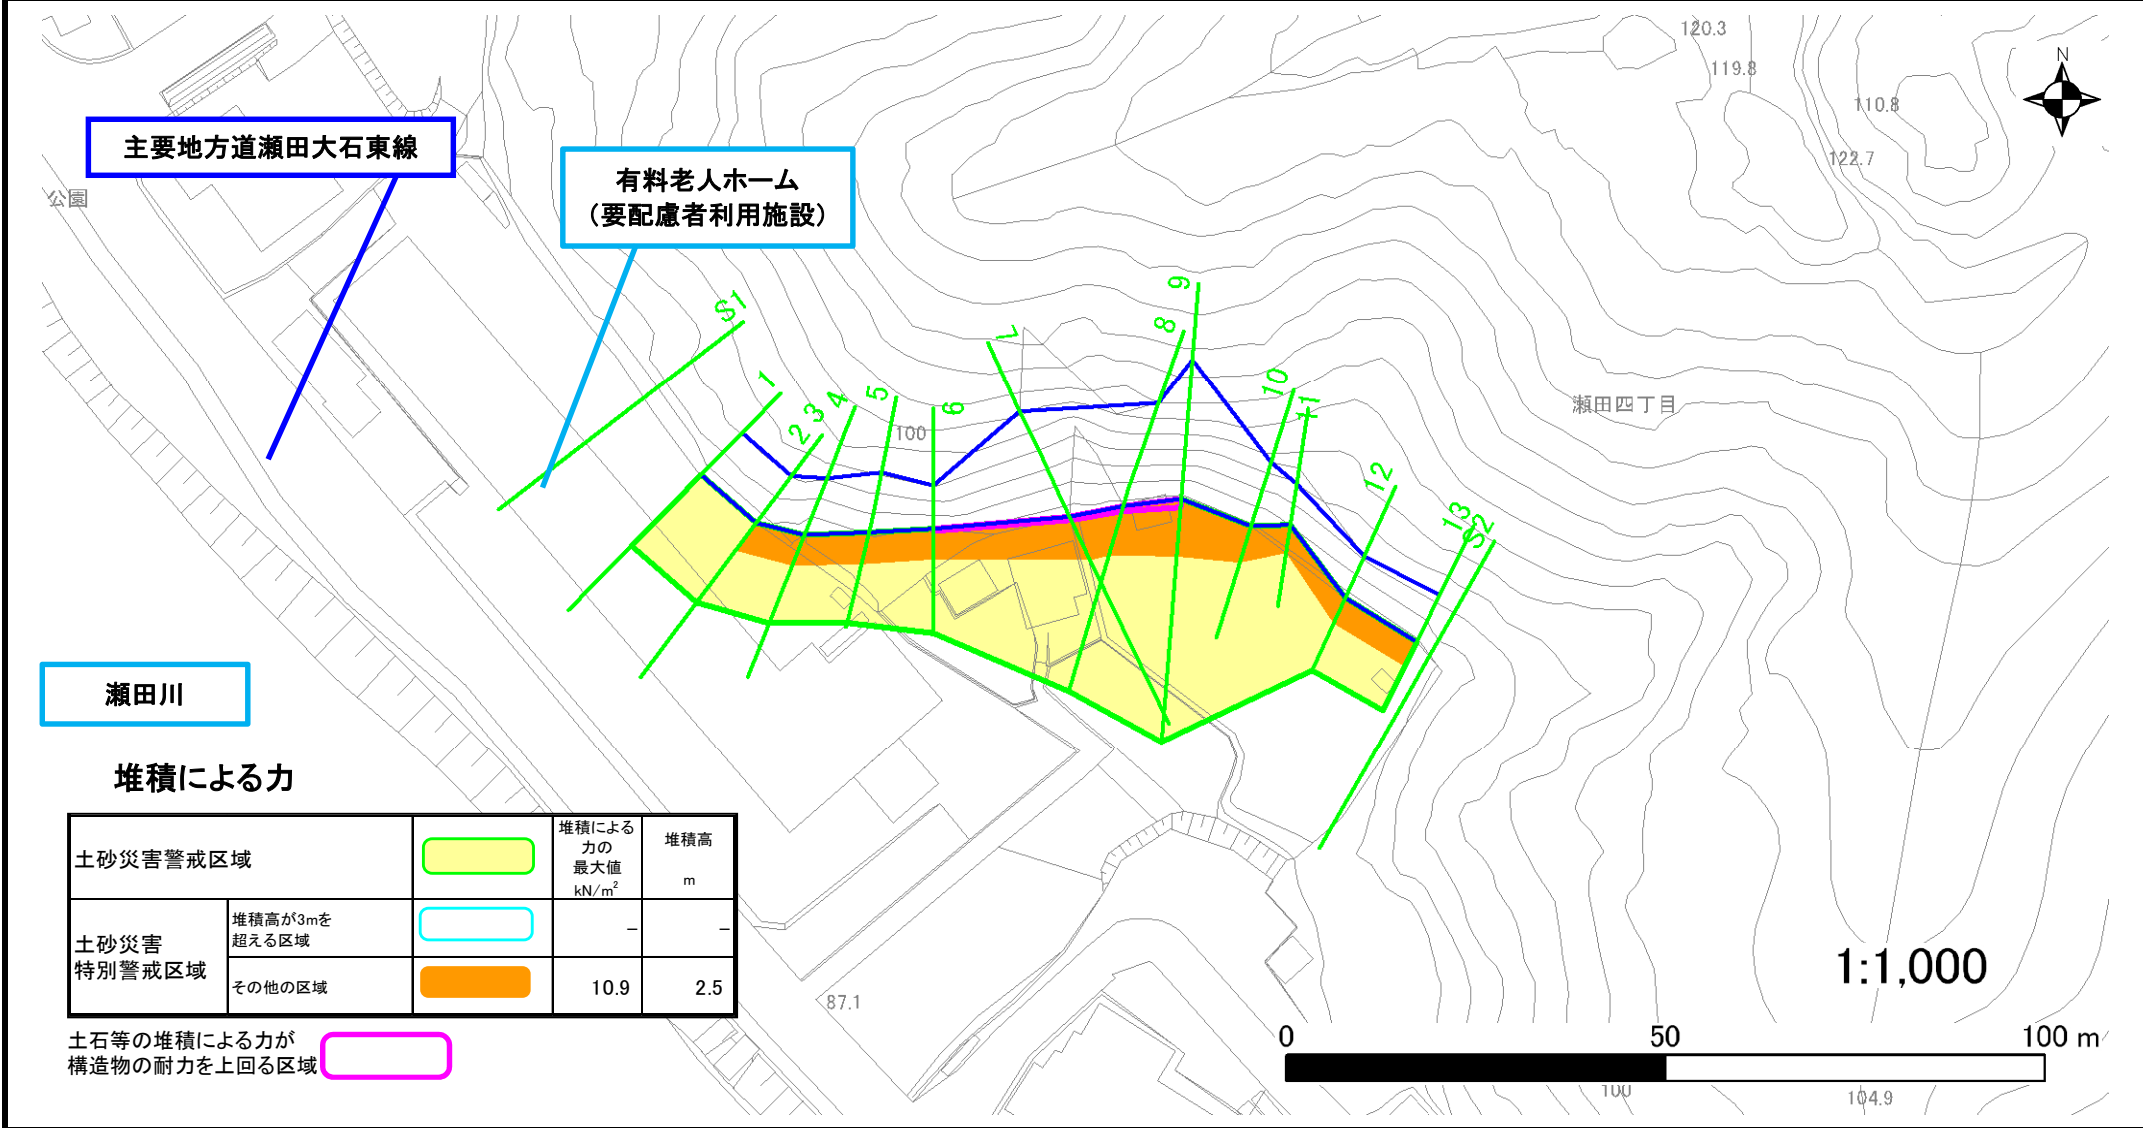 120.3
119.8
N
110.8
主要地方道瀬田大石東線
122.7
有料老人ホーム
（要配慮者利用施設）
公園
S1
9
8
7
1
2
3
4
5
6
10
11
100
瀬田四丁目
12
13
S2
瀬田川
堆積による力
土砂災害警戒区域
堆積による
力の
最大値
kN/m²
堆積高
m
土砂災害
特別警戒区域
堆積高が3mを
超える区域
－
－
その他の区域
10.9
2.5
土石等の堆積による力が
構造物の耐力を上回る区域
87.1
1:1,000
0
50
100 m
100
104.9